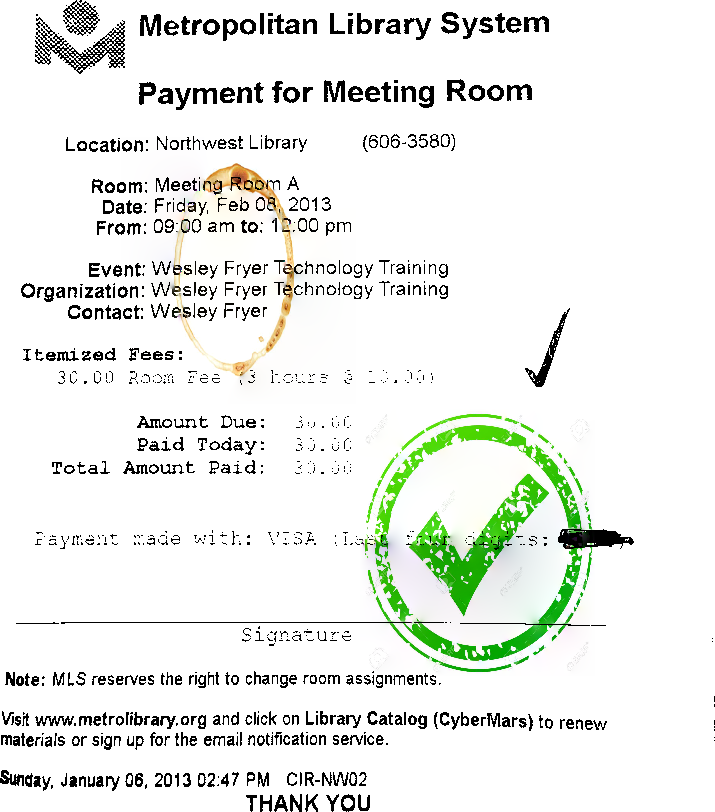 Metropolitan Library System
Payment for Meeting Room
Location: Northwest Library (606-3580)
Room: Meeting Room A
Date: Friday, Feb 08, 2013
From: 09:00 am to: 12:00 pm
Event: Wesley Fryer Technology Training
Organization: Wesley Fryer Technology Training
Contact: Wesley Fryer
Itemized Fees:
30.00 Room Fee (3 hours @ 10.00)
Amount Due: 30.00
Paid Today: 30.00
Total Amount Paid: 30.00
Payment made with: VISA (Last four digits:
Signature
Note: MLS reserves the right to change room assignments.
Visit www.metrolibrary.org and click on Library Catalog (CyberMars) to renew
materials or sign up for the email notification service.
Sunday, January 06, 2013 02:47 PM CIR-NW02
THANK YOU